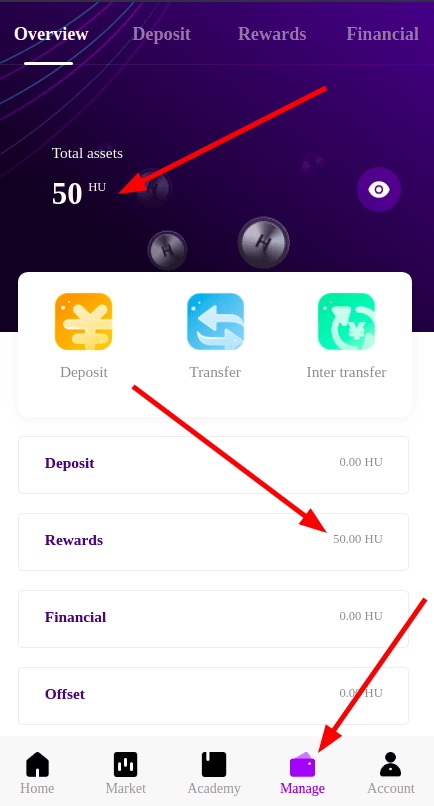 Overview Deposit Rewards Financial
Total assets
50 HU
H H
Deposit Transfer Inter transfer
Deposit 0.00 HU
Rewards 50.00 HU
Financial 0.00 HU
Offset 0.00 HU
Home Market Academy Manage Account